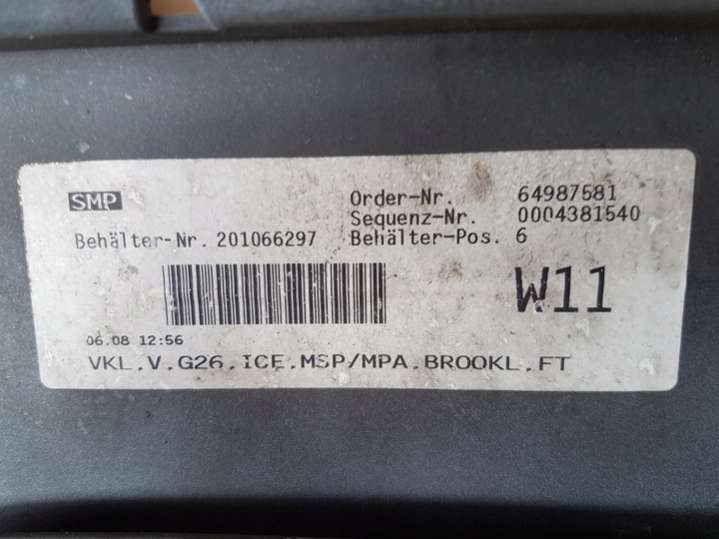 SMP
Order-Nr. 64987581
Sequenz-Nr. 0004381540
Behälter-Nr. 201066297 Behälter-Pos. 6
W11
06.08 12:56
VKL.V.G26.ICE.MSP/MPA.BROOKL.FT